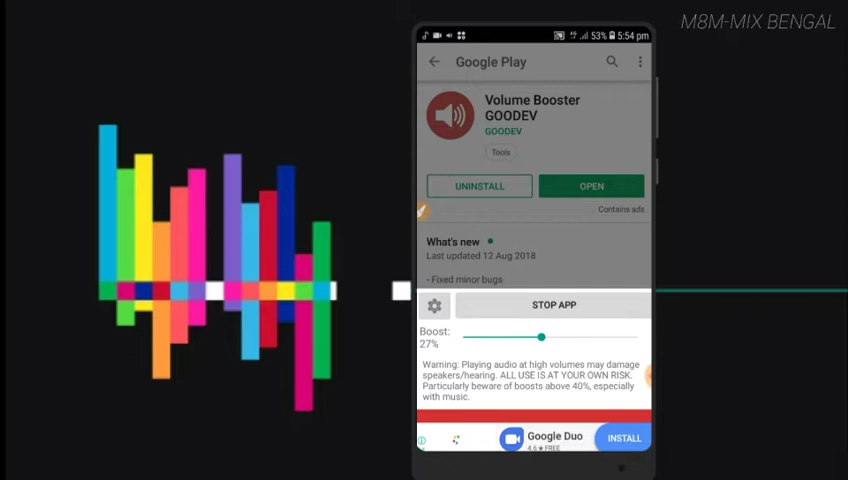 M8M-MIX BENGAL
53% 5:54 pm
Google Play
Volume Booster
GOODEV
GOODEV
Tools
UNINSTALL
OPEN
Contains ads
What's new
Last updated 12 Aug 2018
- Fixed minor bugs
STOP APP
Boost:
27%
Warning: Playing audio at high volumes may damage
speakers/hearing. ALL USE IS AT YOUR OWN RISK.
Particularly beware of boosts above 40%, especially
with music.
Google Duo
4.6★FREE
INSTALL